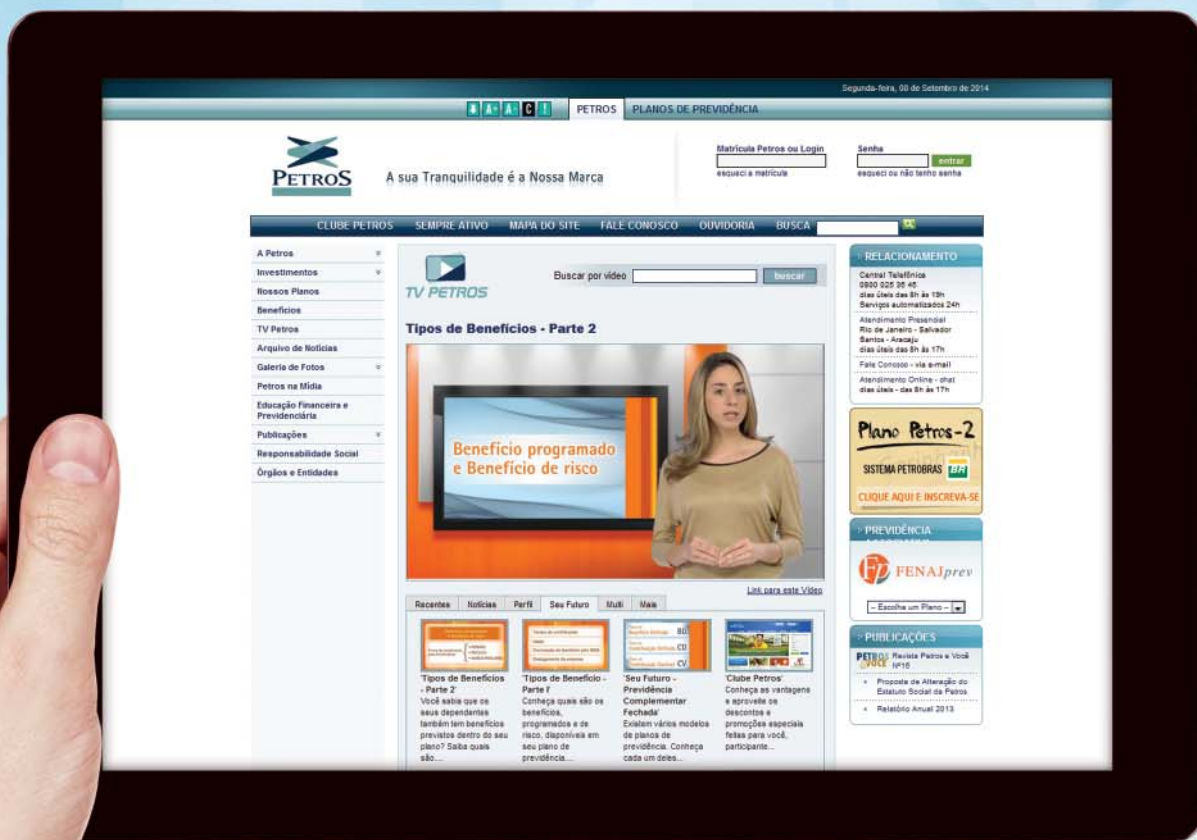 Segunda-feira, 08 de Setembro de 2014
A+ A- C !
PETROS PLANOS DE PREVIDÊNCIA
PETROS
A sua Tranquilidade é a Nossa Marca
Matrícula Petros ou Login
esqueci a matrícula
Senha
entrar
esqueci ou não tenho senha
CLUBE PETROS SEMPRE ATIVO MAPA DO SITE FALE CONOSCO OUVIDORIA BUSCA
A Petros
Investimentos
Nossos Planos
Benefícios
TV Petros
Arquivo de Notícias
Galeria de Fotos
Petros na Mídia
Educação Financeira e
Previdenciária
Publicações
Responsabilidade Social
Órgãos e Entidades
TV PETROS
Buscar por vídeo
buscar
Tipos de Benefícios - Parte 2
Benefício programado
e Benefício de risco
Link para este Vídeo
Recentes Notícias Perfil Seu Futuro Multi Mais
'Tipos de Benefícios
- Parte 2'
Você sabia que os
seus dependentes
também tem benefícios
previstos dentro do seu
plano? Saiba quais
são....
'Tipos de Benefício -
Parte I'
Conheça quais são os
benefícios,
programados e de
risco, disponíveis em
seu plano de
previdência....
BD
CD
CV
'Seu Futuro -
Previdência
Complementar
Fechada'
Existem vários modelos
de planos de
previdência. Conheça
cada um deles...
'Clube Petros'
Conheça as vantagens
e aproveite os
descontos e
promoções especiais
feitas para você,
participante...
RELACIONAMENTO
Central Telefônica
0800 025 35 45
dias úteis das 8h às 19h
Serviços automatizados 24h
Atendimento Presencial
Rio de Janeiro - Salvador
Santos - Aracaju
dias úteis das 8h às 17h
Fale Conosco - via e-mail
Atendimento Online - chat
dias úteis - das 8h às 17h
Plano Petros-2
SISTEMA PETROBRAS BR
CLIQUE AQUI E INSCREVA-SE
PREVIDÊNCIA
FP FENAJprev
-- Escolha um Plano --
PUBLICAÇÕES
PETROS & VOCÊ Revista Petros e Você
Nº16
Proposta de Alteração do
Estatuto Social da Petros
Relatório Anual 2013